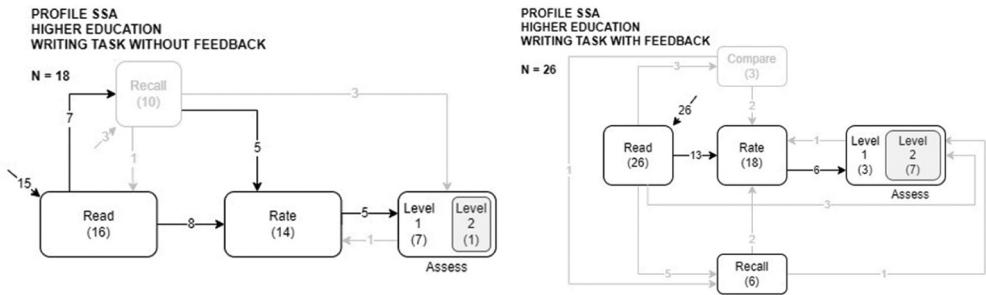 PROFILE SSA
HIGHER EDUCATION
WRITING TASK WITHOUT FEEDBACK
N = 18
Recall
(10)
3
7
3
1
5
15
Read
(16)
8
Rate
(14)
5
1
Level
1
(7)
Level
2
(1)
Assess
PROFILE SSA
HIGHER EDUCATION
WRITING TASK WITH FEEDBACK
N = 26
Compare
(3)
3
2
26
Read
(26)
13
Rate
(18)
1
6
Level
1
(3)
Level
2
(7)
Assess
1
3
2
5
Recall
(6)
1